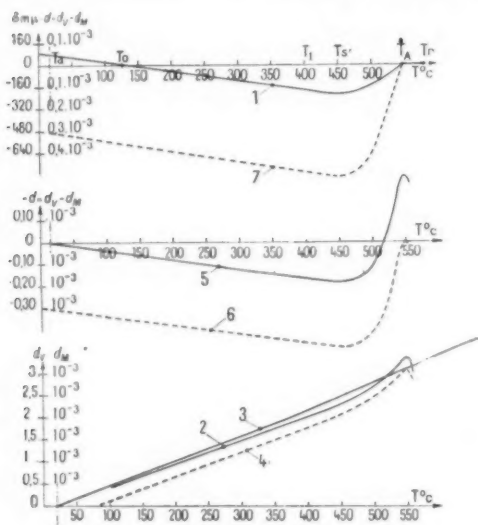 δmμ -d=dv-dM
160 0,1.10⁻³ Ta To T1 Ts' TA Tr
0 50 100 150 200 250 300 350 400 450 500 T°c
-160 0,1.10⁻³
-320 0,2.10⁻³ 1
-480 0,3.10⁻³
-640 0,4.10⁻³ 7
-d=dv-dM
0,10 10⁻³
0 50 100 150 200 250 300 350 400 450 500 550
T°c
-0,10 10⁻³ 5
-0,20 10⁻³
-0,30 10⁻³ 6
dv dM
3, 10⁻³
2,5 10⁻³
2 10⁻³ 2 3
1,5 10⁻³
1 10⁻³ 4
0,5 10⁻³
0 50 100 150 200 250 300 350 400 450 500 550 T°c